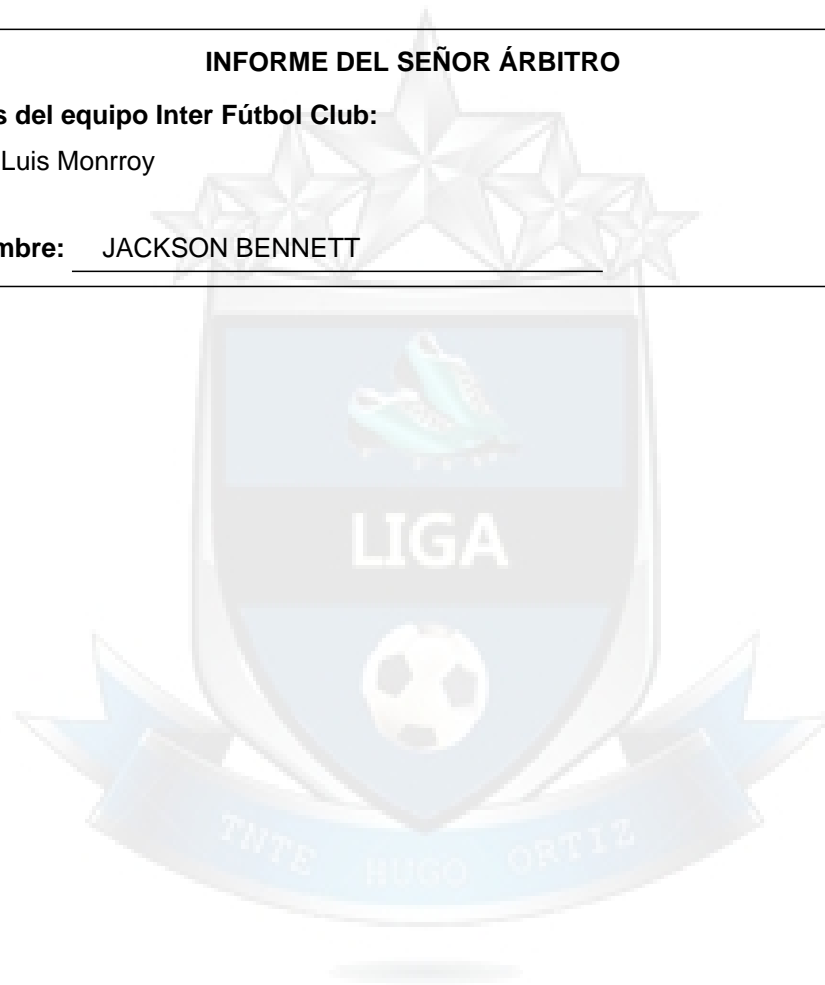 INFORME DEL SEÑOR ÁRBITRO
s del equipo Inter Fútbol Club:
Luis Monrroy
mbre: JACKSON BENNETT
LIGA
TNTE HUGO ORTIZ